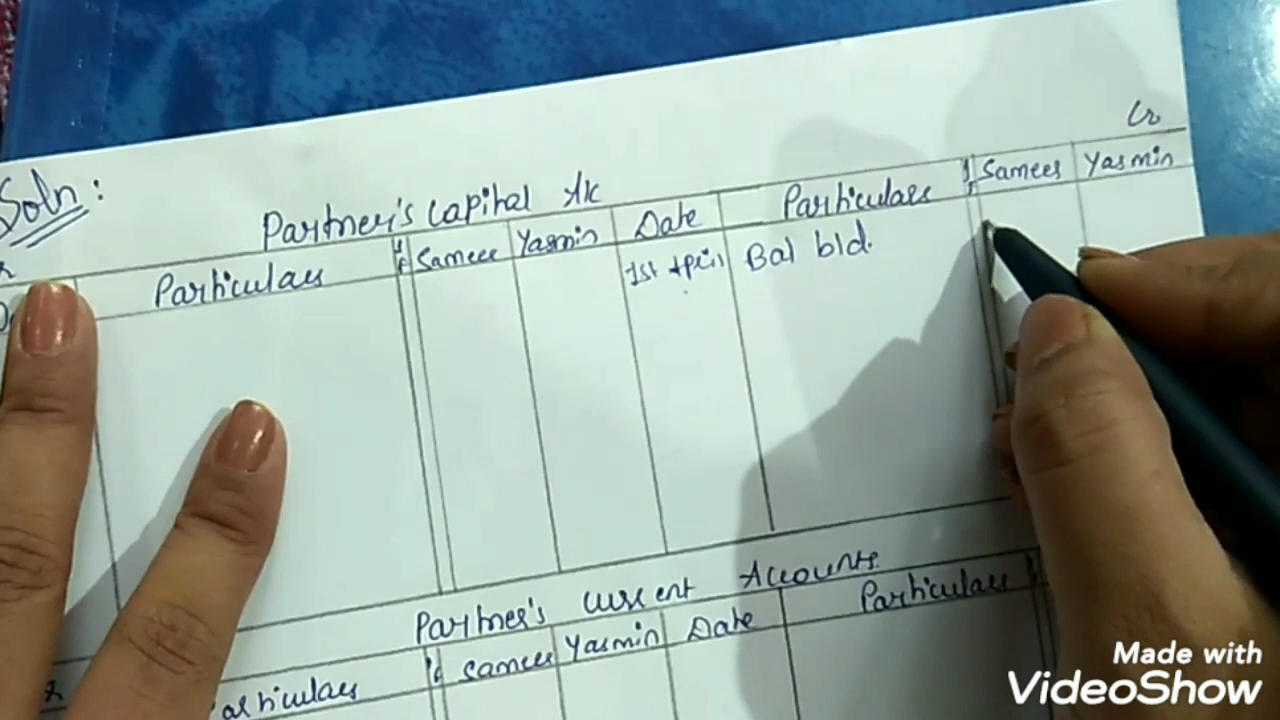 Soln:
Cr
Partner's Capital A/c
Particulars Sameer Yasmin Date Particulars Sameer Yasmin
1st April Bal b/d.
Partner's current Accounts
Particulars Sameer Yasmin Date Particulars
Made with
VideoShow